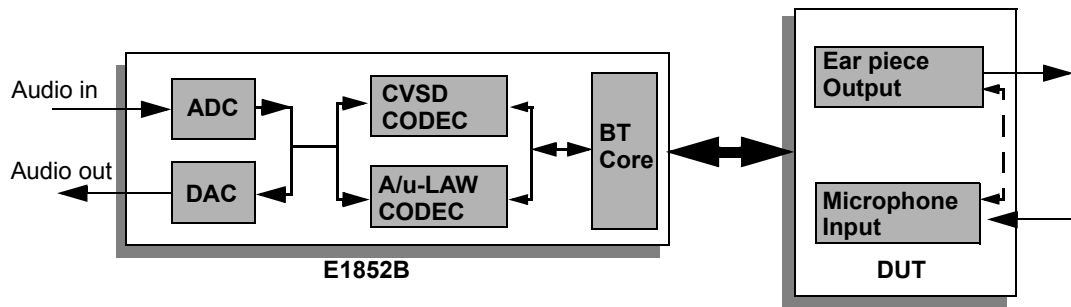 Audio in
ADC
Audio out
DAC
CVSD
CODEC
A/u-LAW
CODEC
BT
Core
E1852B
Ear piece
Output
Microphone
Input
DUT